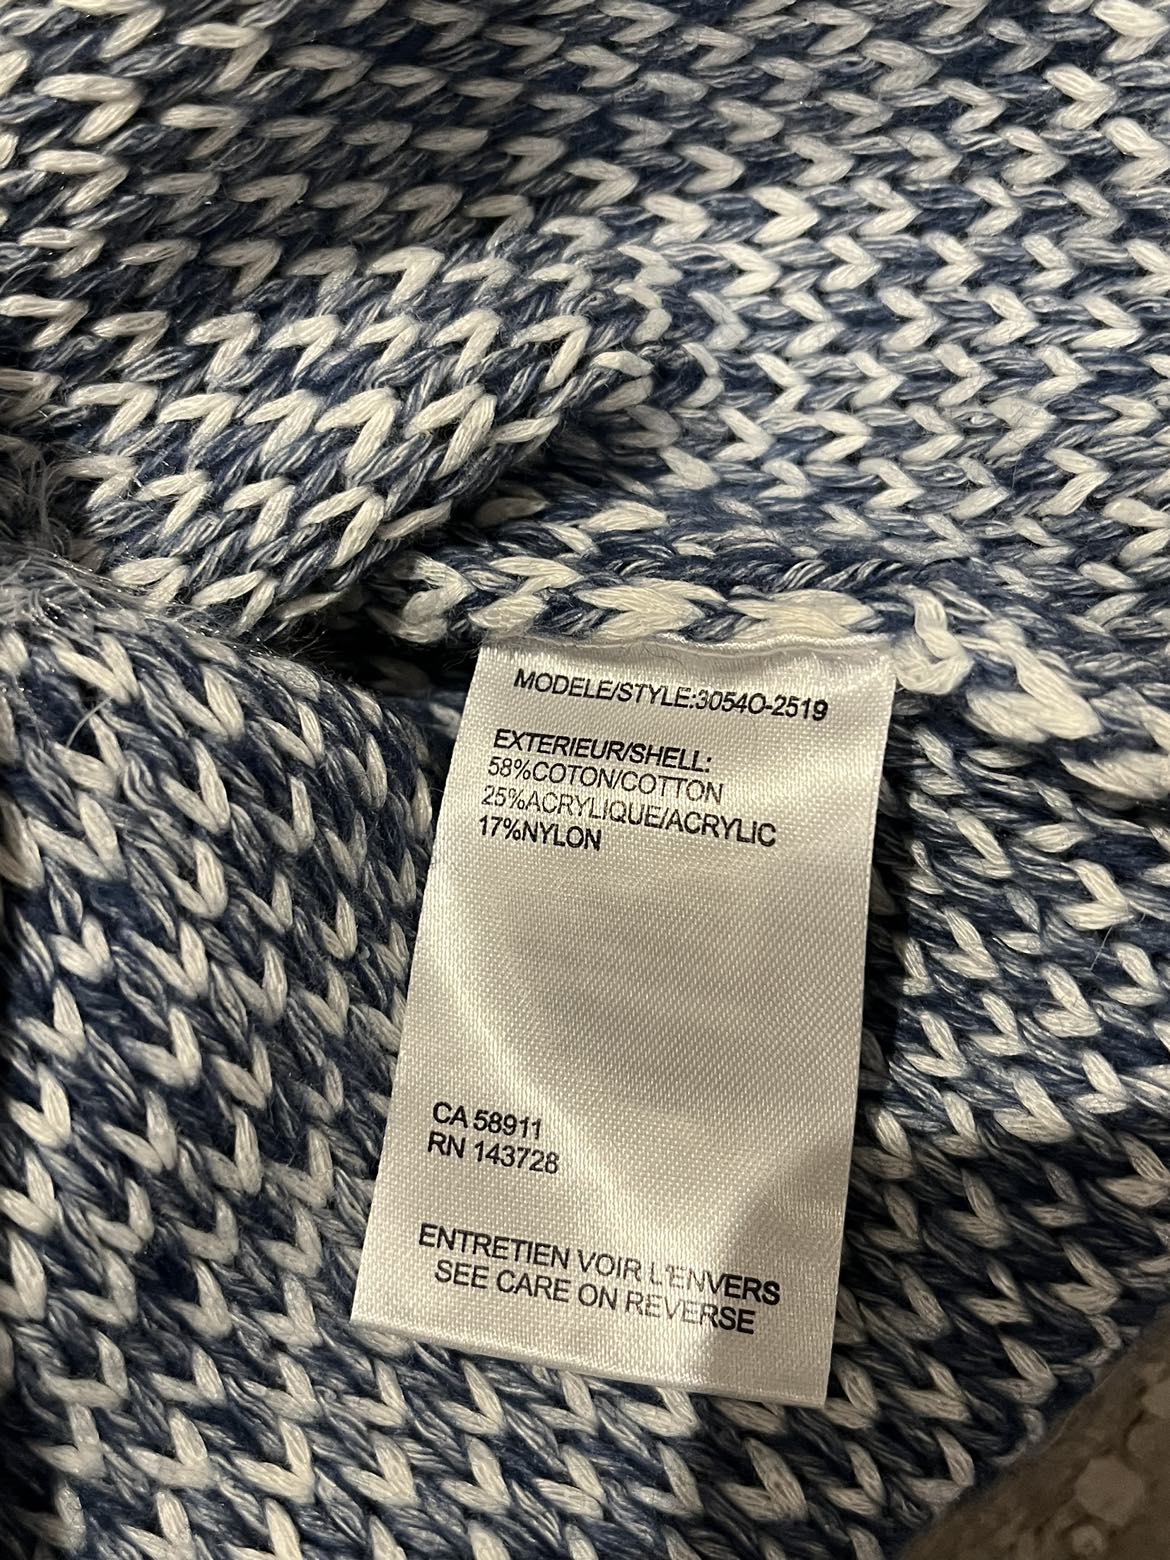 MODELE/STYLE:3054O-2519
EXTERIEUR/SHELL:
58%COTON/COTTON
25%ACRYLIQUE/ACRYLIC
17%NYLON
CA 58911
RN 143728
ENTRETIEN VOIR L'ENVERS
SEE CARE ON REVERSE